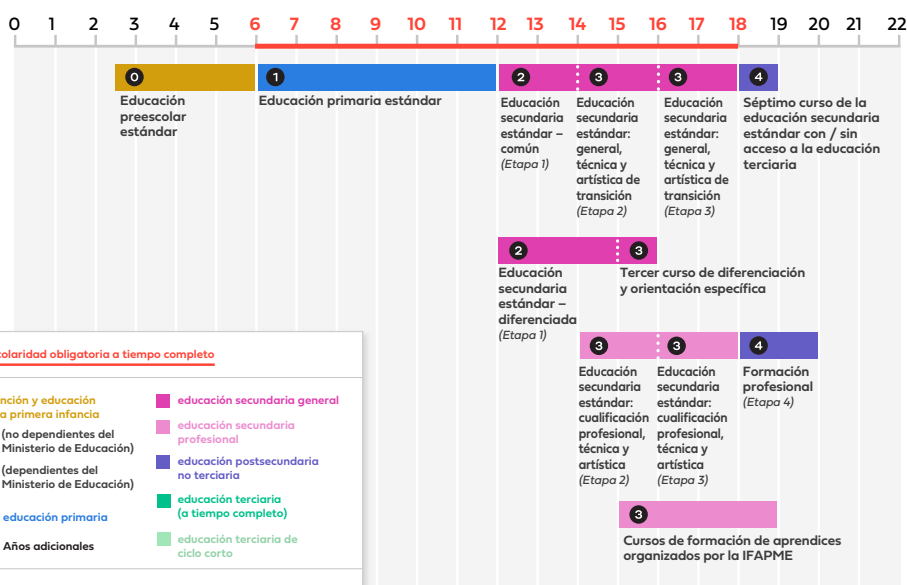 0 1 2 3 4 5 6 7 8 9 10 11 12 13 14 15 16 17 18 19 20 21 22
0
1
2
3
3
4
Educación
preescolar
estándar
Educación primaria estándar
Educación
secundaria
estándar –
común
(Etapa 1)
Educación
secundaria
estándar:
general,
técnica y
artística de
transición
(Etapa 2)
Educación
secundaria
estándar:
general,
técnica y
artística de
transición
(Etapa 3)
Séptimo curso de la
educación secundaria
estándar con / sin
acceso a la educación
terciaria
2
3
Educación
secundaria
estándar –
diferenciada
(Etapa 1)
Tercer curso de diferenciación
y orientación específica
3
3
4
Educación
secundaria
estándar:
cualificación
profesional,
técnica y
artística
(Etapa 2)
Educación
secundaria
estándar:
cualificación
profesional,
técnica y
artística
(Etapa 3)
Formación
profesional
(Etapa 4)
3
Cursos de formación de aprendices
organizados por la IFAPME
colaridad obligatoria a tiempo completo
nción y educación
a primera infancia
(no dependientes del
Ministerio de Educación)
(dependientes del
Ministerio de Educación)
educación primaria
Años adicionales
educación secundaria general
educación secundaria
profesional
educación postsecundaria
no terciaria
educación terciaria
(a tiempo completo)
educación terciaria de
ciclo corto